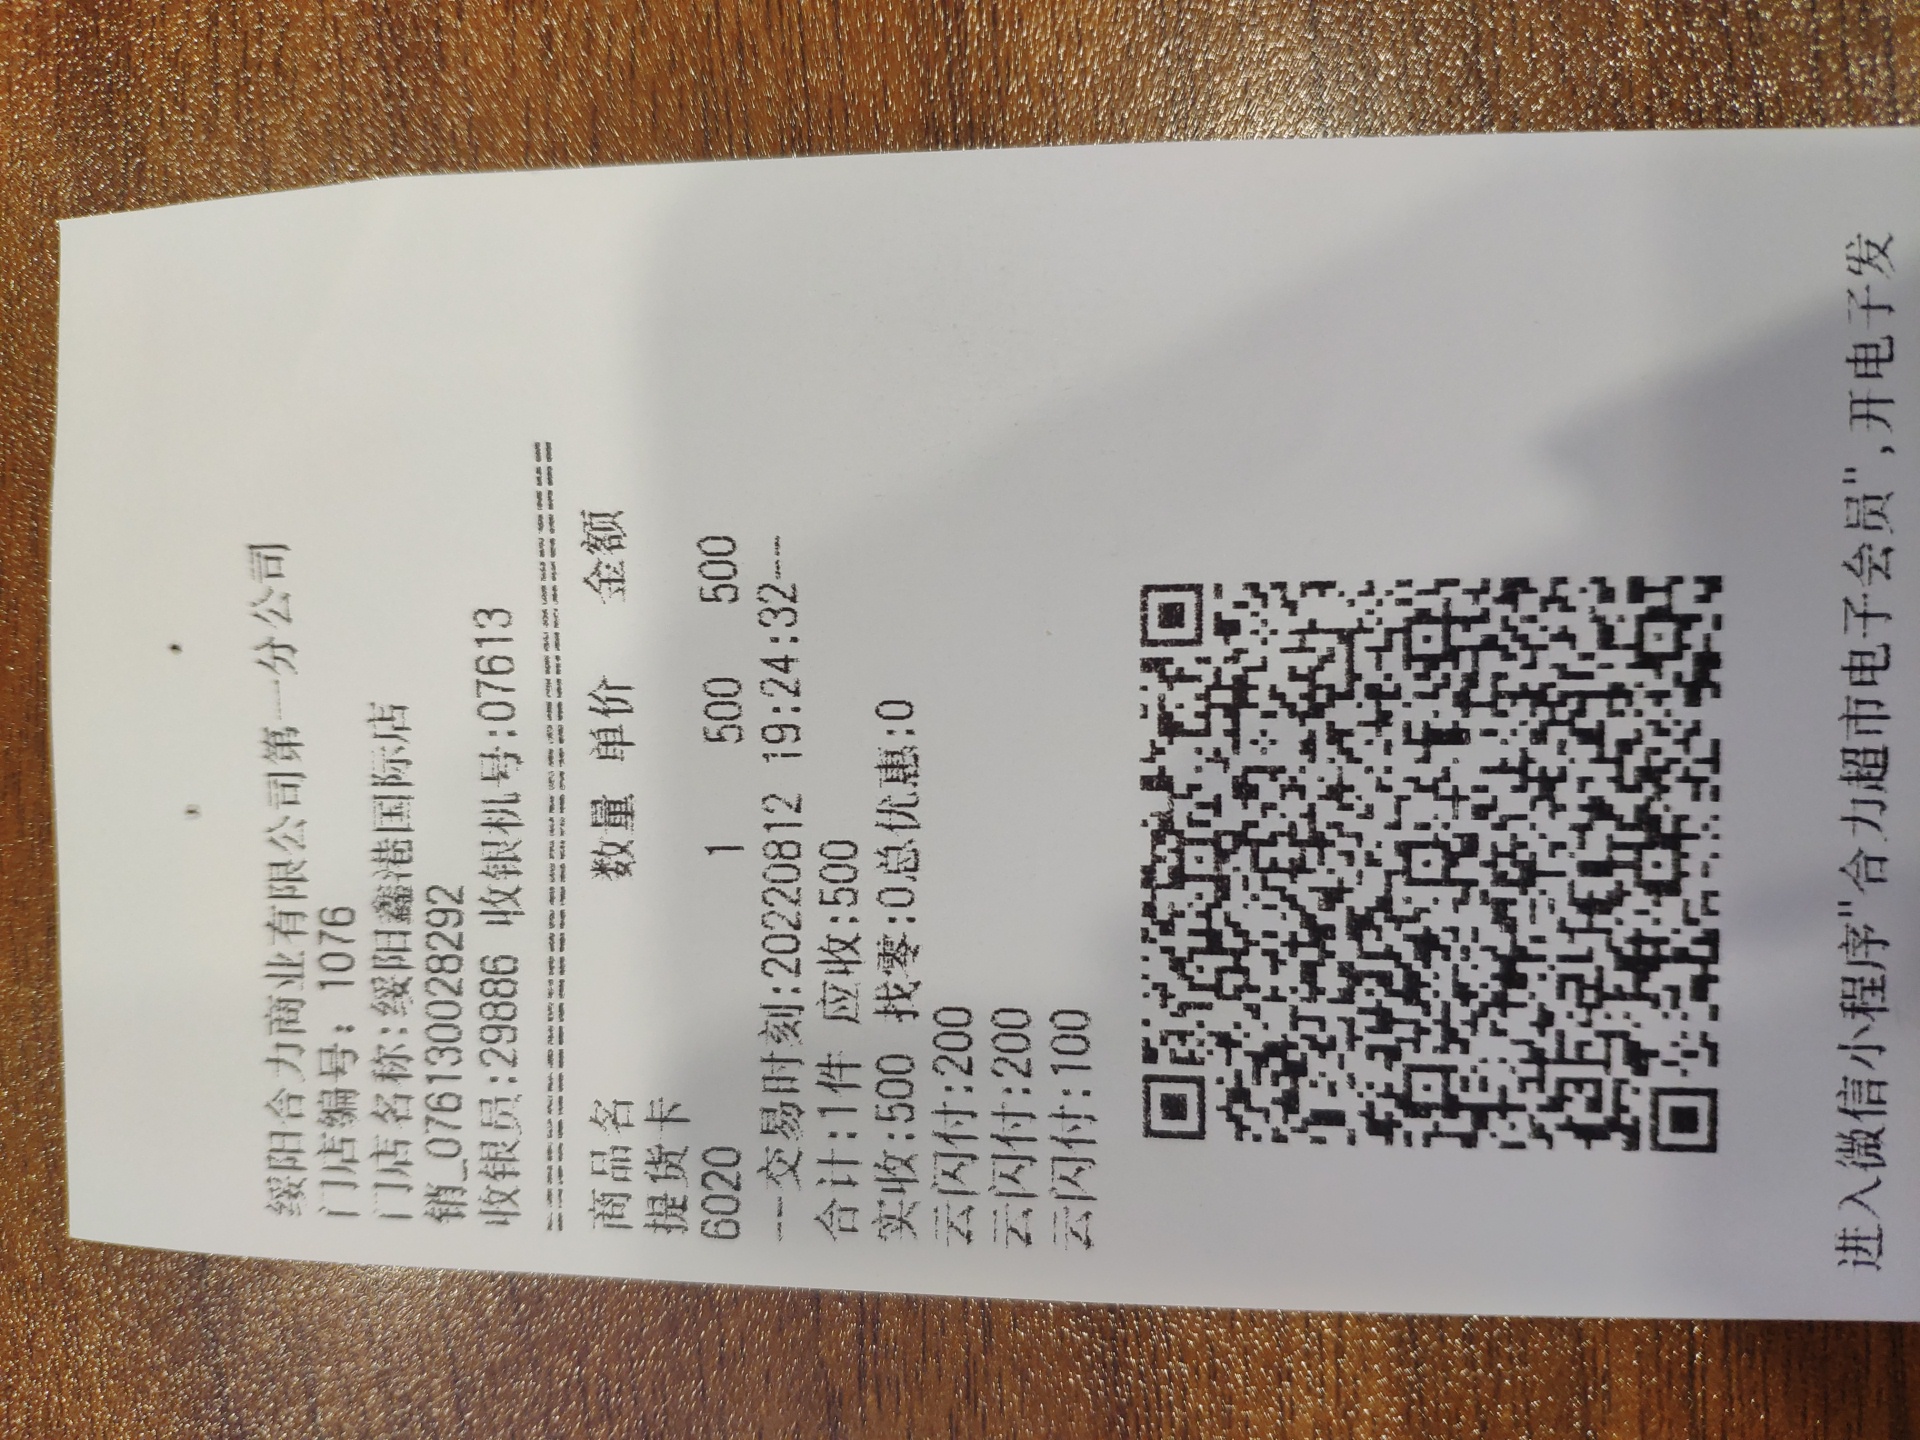 绥阳合力商业有限公司第一分公司
门店编号: 1076
门店名称:绥阳鑫港国际店
销_0761300028292
收银员:29886 收银机号:07613
商品名 数量 单价 金额
提货卡
6020 1 500 500
--交易时刻:20220812 19:24:32--
合计:1件 应收:500
实收:500 找零:0总优惠:0
云闪付:200
云闪付:200
云闪付:100
进入微信小程序"合力超市电子会员",开电子发